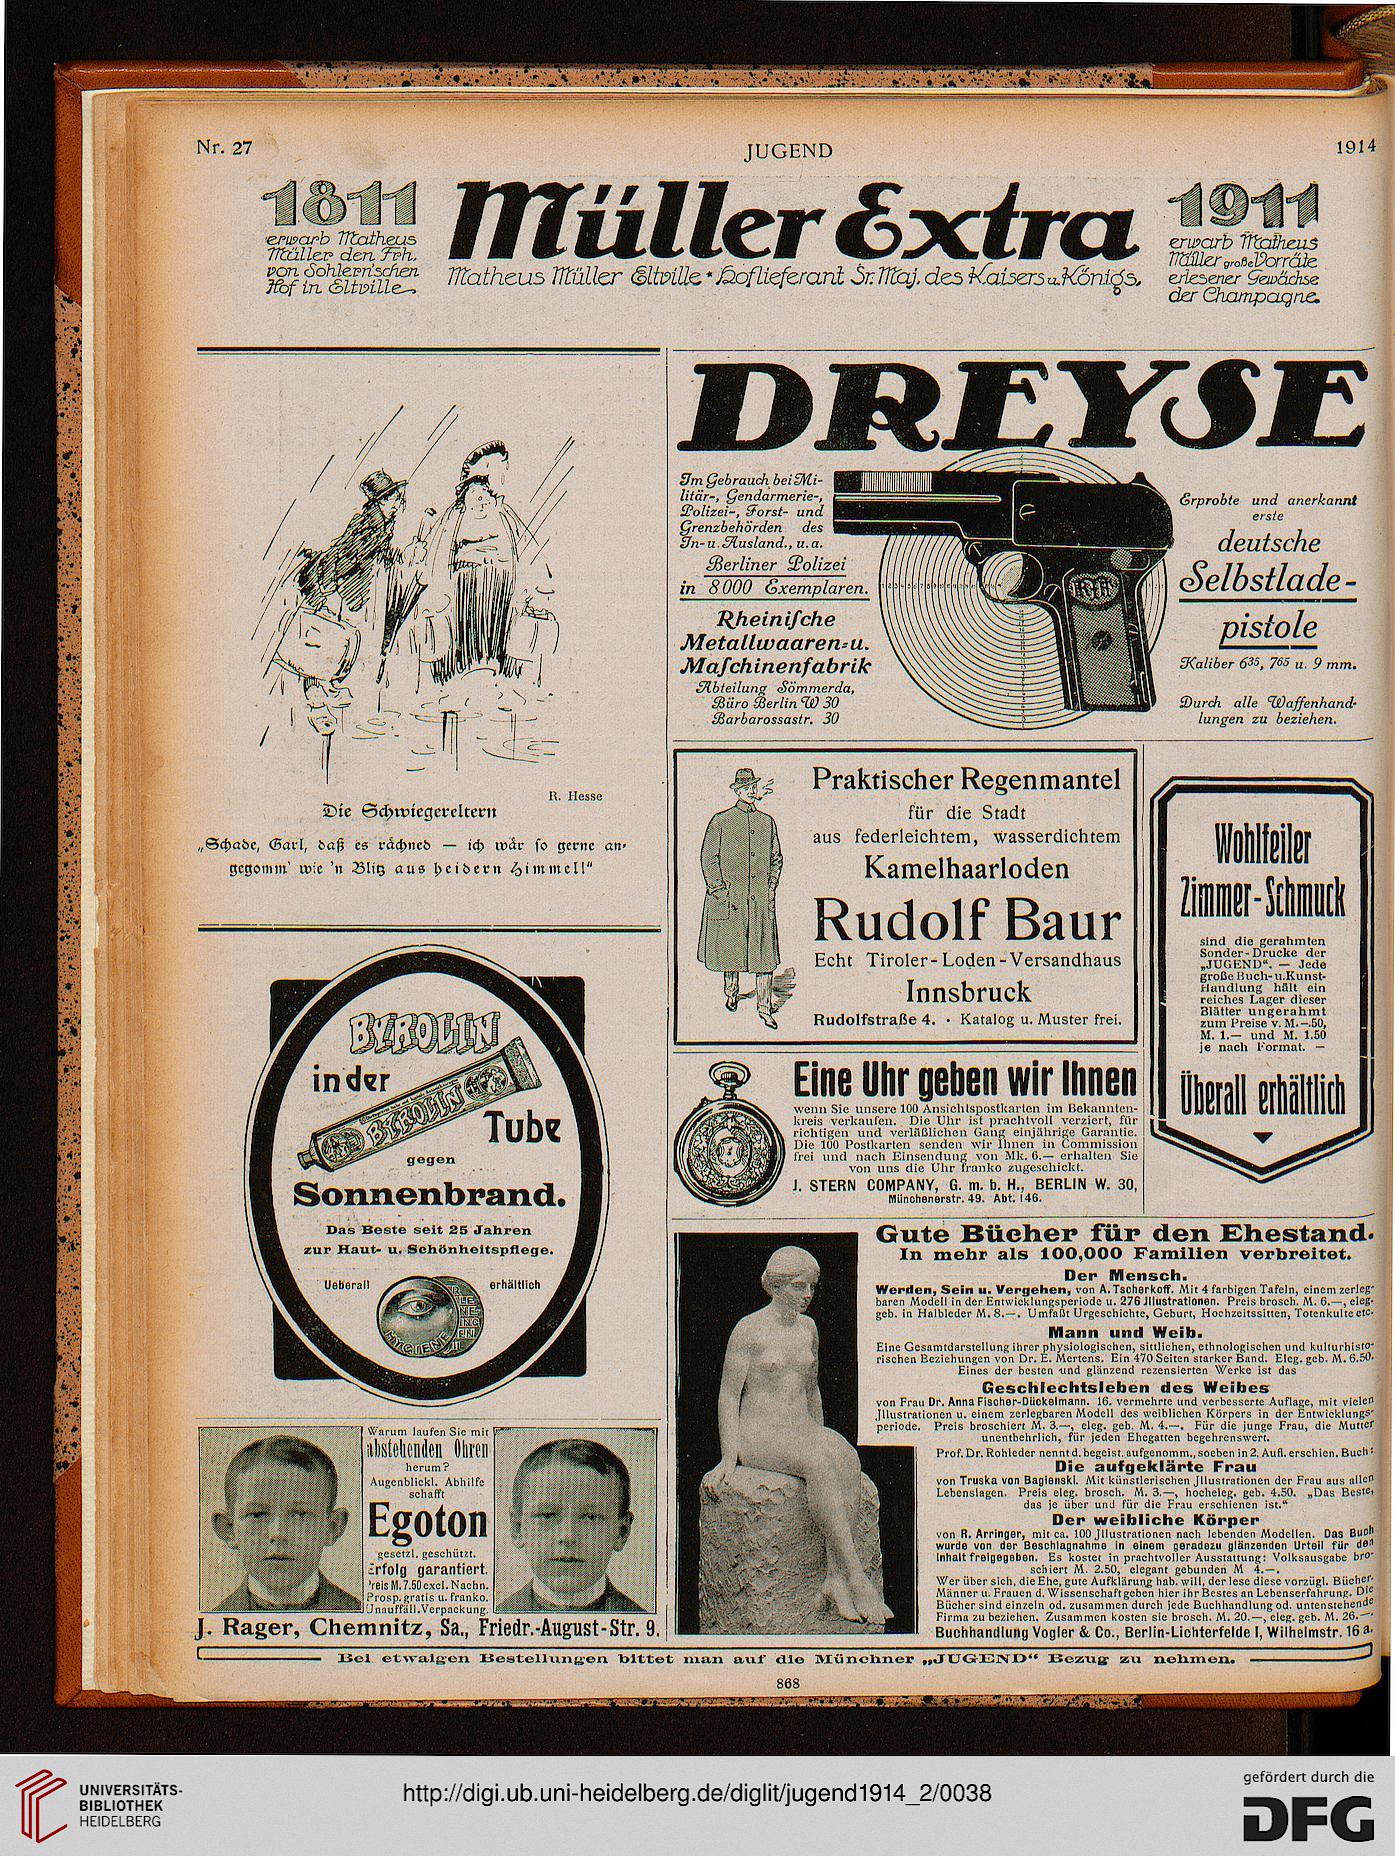 Nr. 27
JUGEND
1914
1811
erwarb Matheus
Müller den Frh.
von Sohlern'schen
Hof in Eltville
Müller Extra
Matheus Müller Eltville * Hoflieferant Sr. Maj. des Kaisers u. Königs.
1911
erwarb Matheus
Müller große Vorräte
erlesener Gewächse
der Champagne.
R. Hesse
Die Schwiegereltern
„Schade, Garl, daß es rächned — ich wär so gerne an-
gegomm' wie 'n Blitz aus heidern Himmel!“
DREYSE
Im Gebrauch bei Mi-
litär-, Gendarmerie-,
Polizei-, Forst- und
Grenzbehörden des
In- u. Ausland., u. a.
Berliner Polizei
in 8000 Exemplaren.
Rheinische
Metallwaaren- u.
Maschinenfabrik
Abteilung Sömmerda,
Büro Berlin W 30
Barbarossastr. 30
Erprobte und anerkannt
erste
deutsche
Selbstlade-
pistole
Kaliber 6³⁵, 7⁶⁵ u. 9 mm.
Durch alle Waffenhand-
lungen zu beziehen.
Praktischer Regenmantel
für die Stadt
aus federleichtem, wasserdichtem
Kamelhaarloden
Rudolf Baur
Echt Tiroler-Loden-Versandhaus
Innsbruck
Rudolfstraße 4. · Katalog u. Muster frei.
Wohlfeiler
Zimmer-Schmuck
sind die gerahmten
Sonder-Drucke der
„JUGEND“. — Jede
große Buch- u. Kunst-
Handlung hält ein
reiches Lager dieser
Blätter ungerahmt
zum Preise v. M. -.50,
M. 1.— und M. 1.50
je nach Format. —
Überall erhältlich
BYROLIN
in der
BYROLIN
Tube
gegen
Sonnenbrand.
Das Beste seit 25 Jahren
zur Haut- u. Schönheitspflege.
Ueberall
erhältlich
HYGIENE
Eine Uhr geben wir Ihnen
wenn Sie unsere 100 Ansichtspostkarten im Bekannten-
kreis verkaufen. Die Uhr ist prachtvoll verziert, für
richtigen und verläßlichen Gang einjährige Garantie.
Die 100 Postkarten senden wir Ihnen in Commission
frei und nach Einsendung von Mk. 6.— erhalten Sie
von uns die Uhr franko zugeschickt.
J. STERN COMPANY, G. m. b. H., BERLIN W. 30,
Münchenerstr. 49. Abt. 146.
Gute Bücher für den Ehestand.
In mehr als 100,000 Familien verbreitet.
Der Mensch.
Werden, Sein u. Vergehen, von A. Tscherkoff. Mit 4 farbigen Tafeln, einem zerleg-
baren Modell in der Entwicklungsperiode u. 276 Jllustrationen. Preis brosch. M. 6.—, eleg.
geb. in Halbleder M. 8.—. Umfaßt Urgeschichte, Geburt, Hochzeitssitten, Totenkulte etc.
Mann und Weib.
Eine Gesamtdarstellung ihrer physiologischen, sittlichen, ethnologischen und kulturhisto-
rischen Beziehungen von Dr. E. Mertens. Ein 470 Seiten starker Band. Eleg. geb. M. 6.50.
Eines der besten und glänzend rezensierten Werke ist das
Geschlechtsleben des Weibes
von Frau Dr. Anna Fischer-Dückelmann. 16. vermehrte und verbesserte Auflage, mit vielen
Jllustrationen u. einem zerlegbaren Modell des weiblichen Körpers in der Entwicklungs-
periode. Preis broschiert M. 3.—, eleg. geb. M. 4.—. Für die junge Frau, die Mutter
unentbehrlich, für jeden Ehegatten begehrenswert.
Prof. Dr. Rohleder nennt d. begeist. aufgenomm., soeben in 2. Aufl. erschien. Buch:
Die aufgeklärte Frau
von Truska von Bagienski. Mit künstlerischen Jllustrationen der Frau aus allen
Lebenslagen. Preis eleg. brosch. M. 3.—, hocheleg. geb. 4.50. „Das Beste,
das je über und für die Frau erschienen ist.“
Der weibliche Körper
von R. Arringer, mit ca. 100 Jllustrationen nach lebenden Modellen. Das Buch
wurde von der Beschlagnahme in einem geradezu glänzenden Urteil für den
Inhalt freigegeben. Es kostet in prachtvoller Ausstattung: Volksausgabe bro-
schiert M. 2.50, elegant gebunden M 4.—.
Wer über sich, die Ehe, gute Aufklärung hab. will, der lese diese vorzügl. Bücher.
Männer u. Frauen d. Wissenschaft geben hier ihr Bestes an Lebenserfahrung. Die
Bücher sind einzeln od. zusammen durch jede Buchhandlung od. untenstehende
Firma zu beziehen. Zusammen kosten sie brosch. M. 20.—, eleg. geb. M. 26.—.
Buchhandlung Vogler & Co., Berlin-Lichterfelde I, Wilhelmstr. 16 a.
Warum laufen Sie mit
abstehenden Ohren
herum?
Augenblickl. Abhilfe
schafft
Egoton
gesetzl. geschützt.
Erfolg garantiert.
Preis M. 7.50 excl. Nachn.
Prosp. gratis u. franko.
Unauffäll. Verpackung.
J. Rager, Chemnitz, Sa., Friedr.-August-Str. 9.
Bei etwaigen Bestellungen bittet man auf die Münchner „JUGEND“ Bezug zu nehmen.
868
UNIVERSITÄTS-
BIBLIOTHEK
HEIDELBERG
http://digi.ub.uni-heidelberg.de/diglit/jugend1914_2/0038
gefördert durch die
DFG